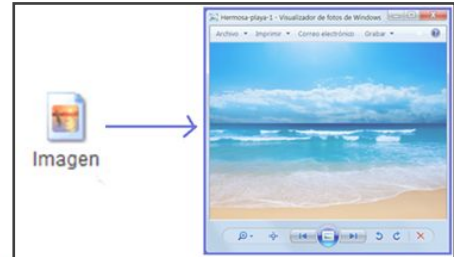 Hermosa-playa-1 - Visualizador de fotos de Windows
Archivo Imprimir Correo electrónico Grabar
Imagen